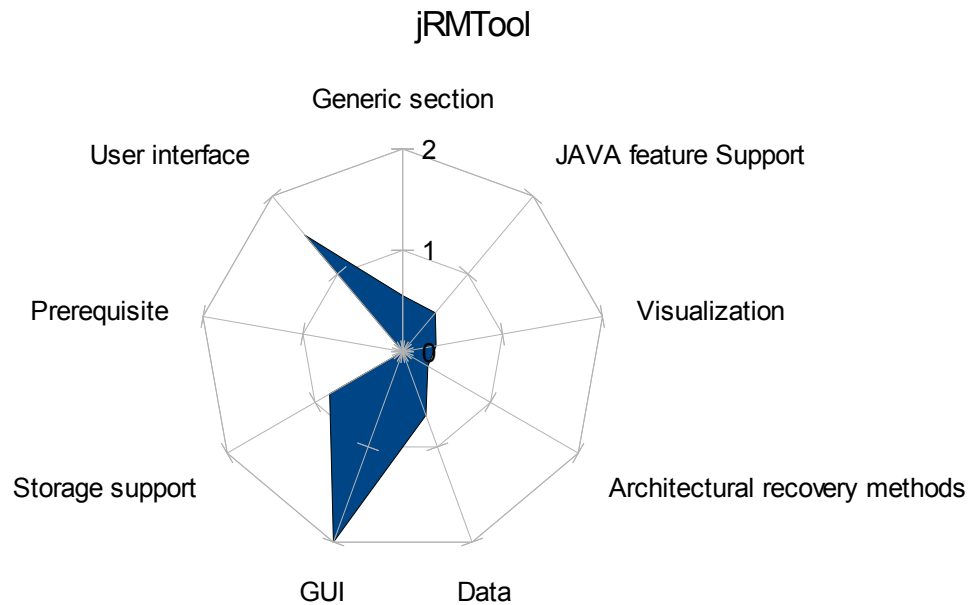 jRMTool
Generic section
User interface
2
JAVA feature Support
1
Prerequisite
Visualization
0
Storage support
Architectural recovery methods
GUI
Data